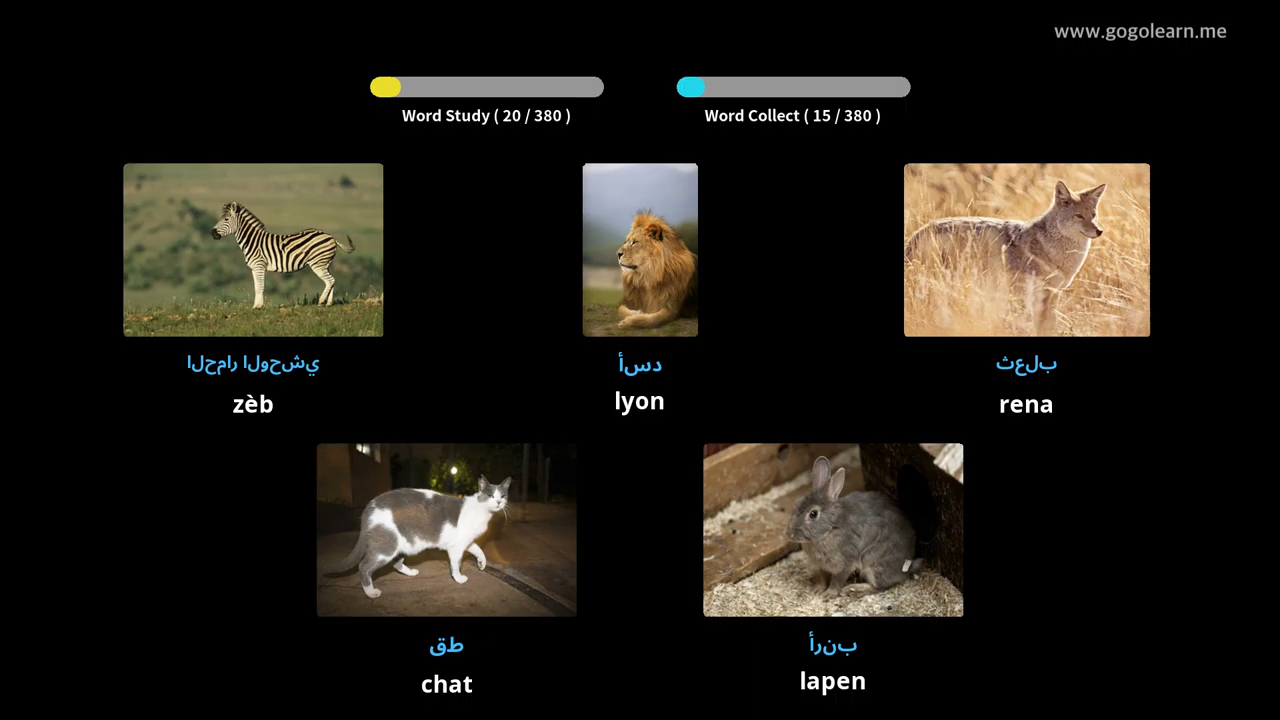 www.gogolearn.me
Word Study ( 20 / 380 )
Word Collect ( 15 / 380 )
الحمار الوحشي
zèb
أسد
lyon
ثعلب
rena
قط
chat
أرنب
lapen